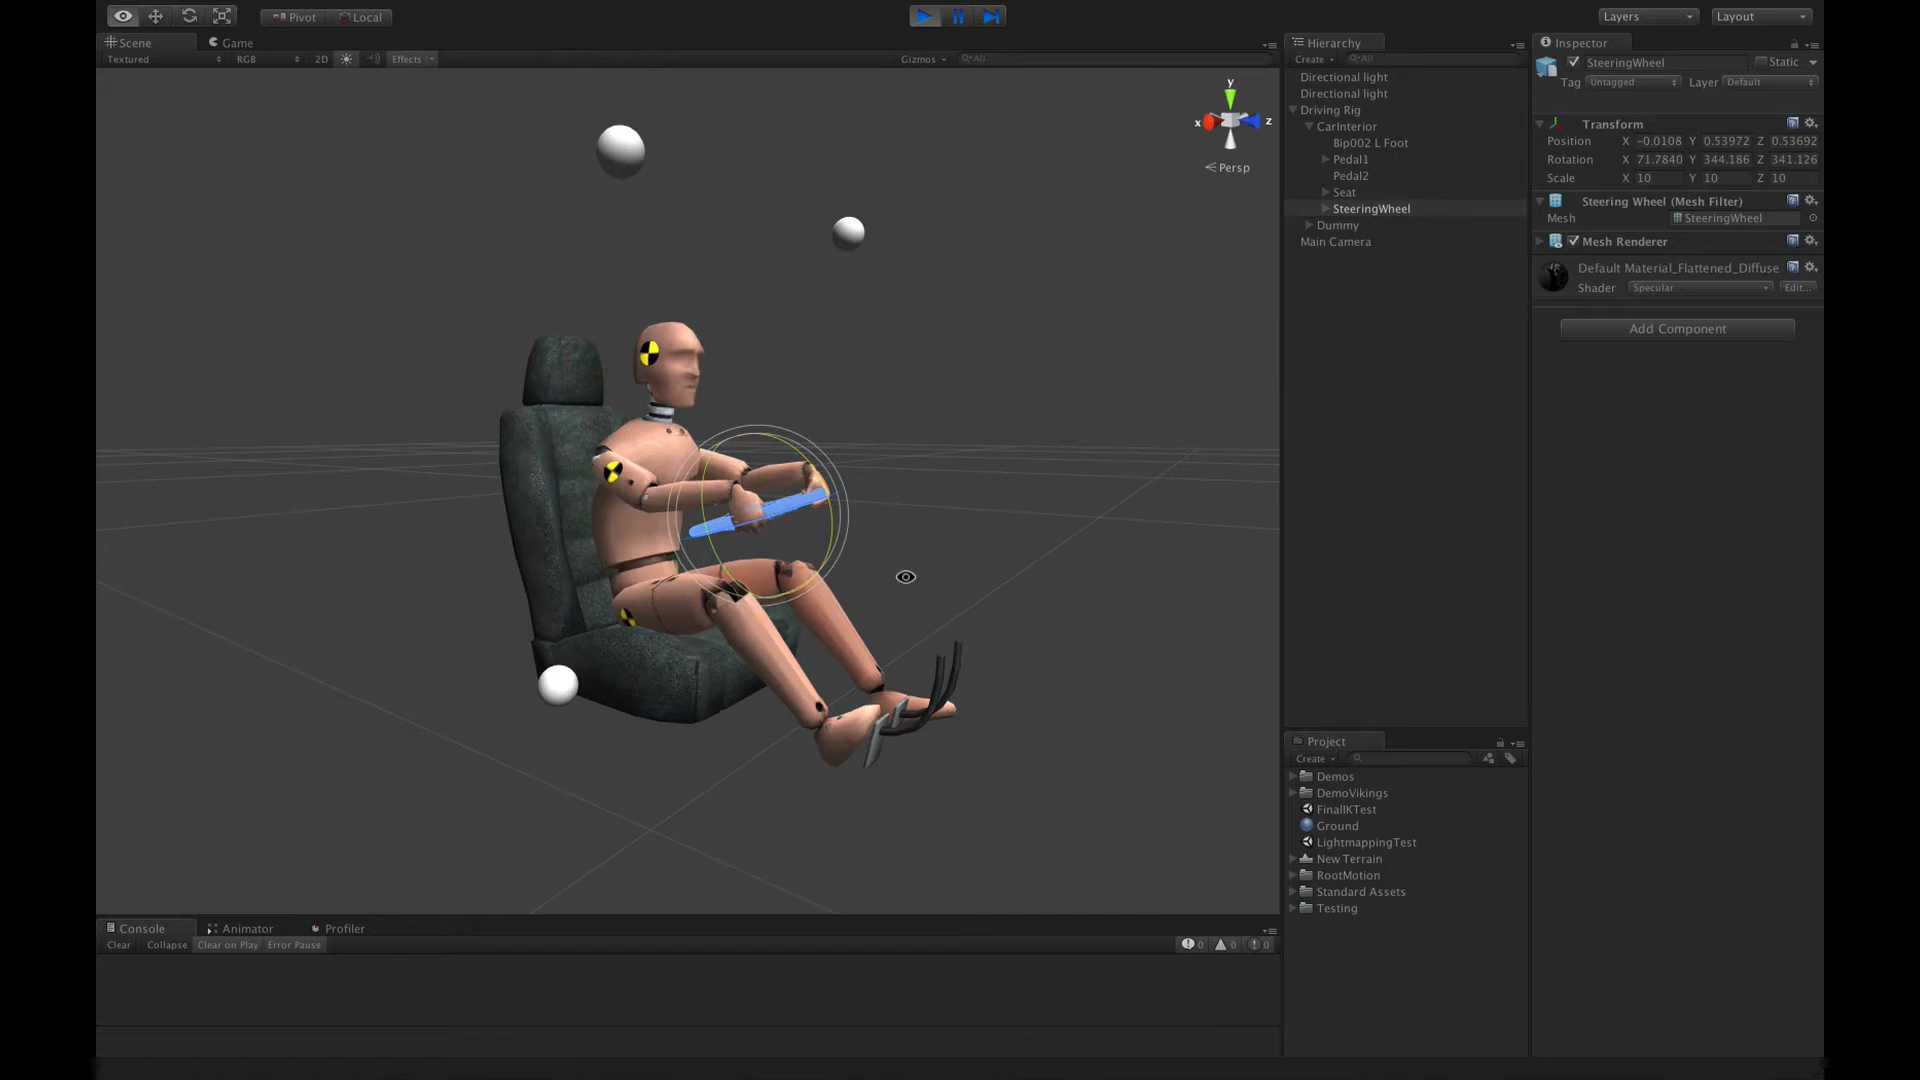 Pivot Local Layers Layout
Scene Game
Textured RGB 2D Effects Gizmos All
y
x z
Persp
Hierarchy
Create All
Directional light
Directional light
Driving Rig
CarInterior
Bip002 L Foot
Pedal1
Pedal2
Seat
SteeringWheel
Dummy
Main Camera
Inspector
SteeringWheel Static
Tag Untagged Layer Default
Transform
Position X -0.0108 Y 0.53972 Z 0.53692
Rotation X 71.7840 Y 344.186 Z 341.126
Scale X 10 Y 10 Z 10
Steering Wheel (Mesh Filter)
Mesh SteeringWheel
Mesh Renderer
Default Material_Flattened_Diffuse
Shader Specular Edit...
Add Component
Project
Create
Demos
DemoVikings
FinalIKTest
Ground
LightmappingTest
New Terrain
RootMotion
Standard Assets
Testing
Console Animator Profiler
Clear Collapse Clear on Play Error Pause 0 0 0